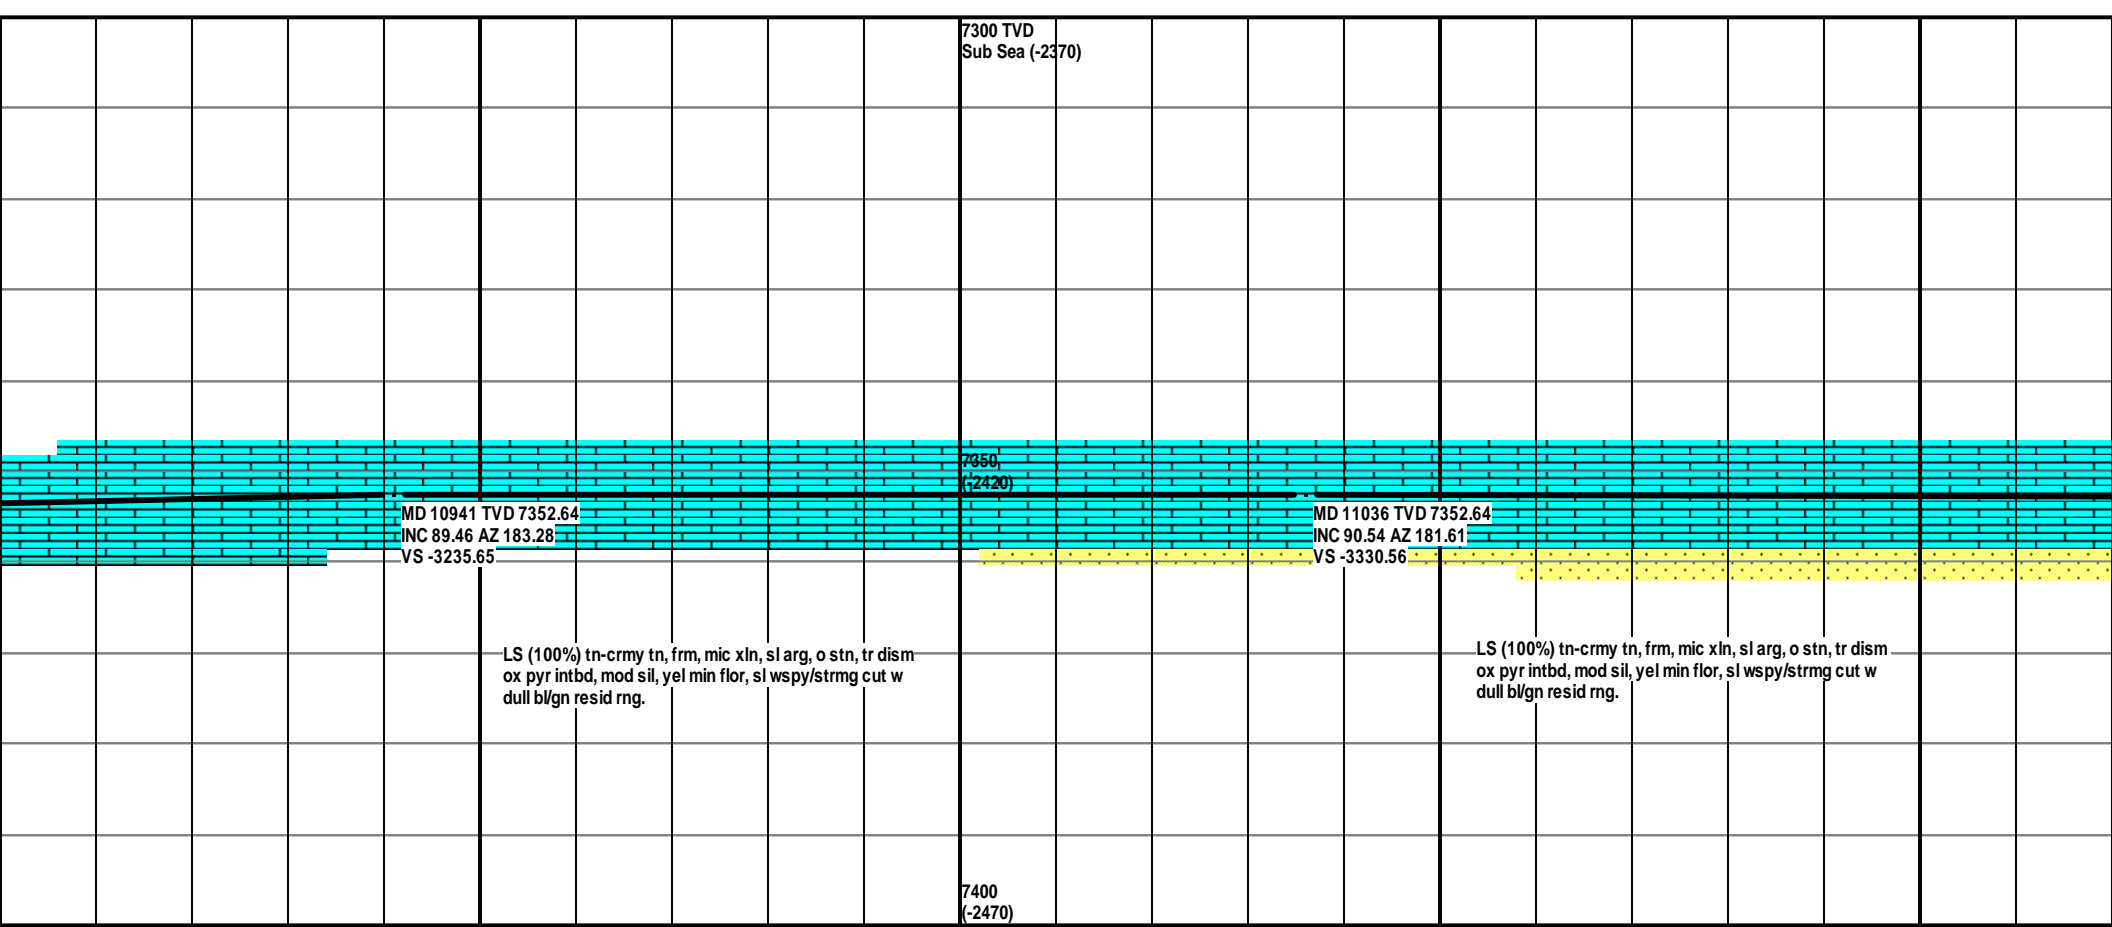 7300 TVD
Sub Sea (-2370)
7350
(-2420)
MD 10941 TVD 7352.64
INC 89.46 AZ 183.28
VS -3235.65
MD 11036 TVD 7352.64
INC 90.54 AZ 181.61
VS -3330.56
LS (100%) tn-crmy tn, frm, mic xln, sl arg, o stn, tr dism
ox pyr intbd, mod sil, yel min flor, sl wspy/strmg cut w
dull bl/gn resid rng.
LS (100%) tn-crmy tn, frm, mic xln, sl arg, o stn, tr dism
ox pyr intbd, mod sil, yel min flor, sl wspy/strmg cut w
dull bl/gn resid rng.
7400
(-2470)